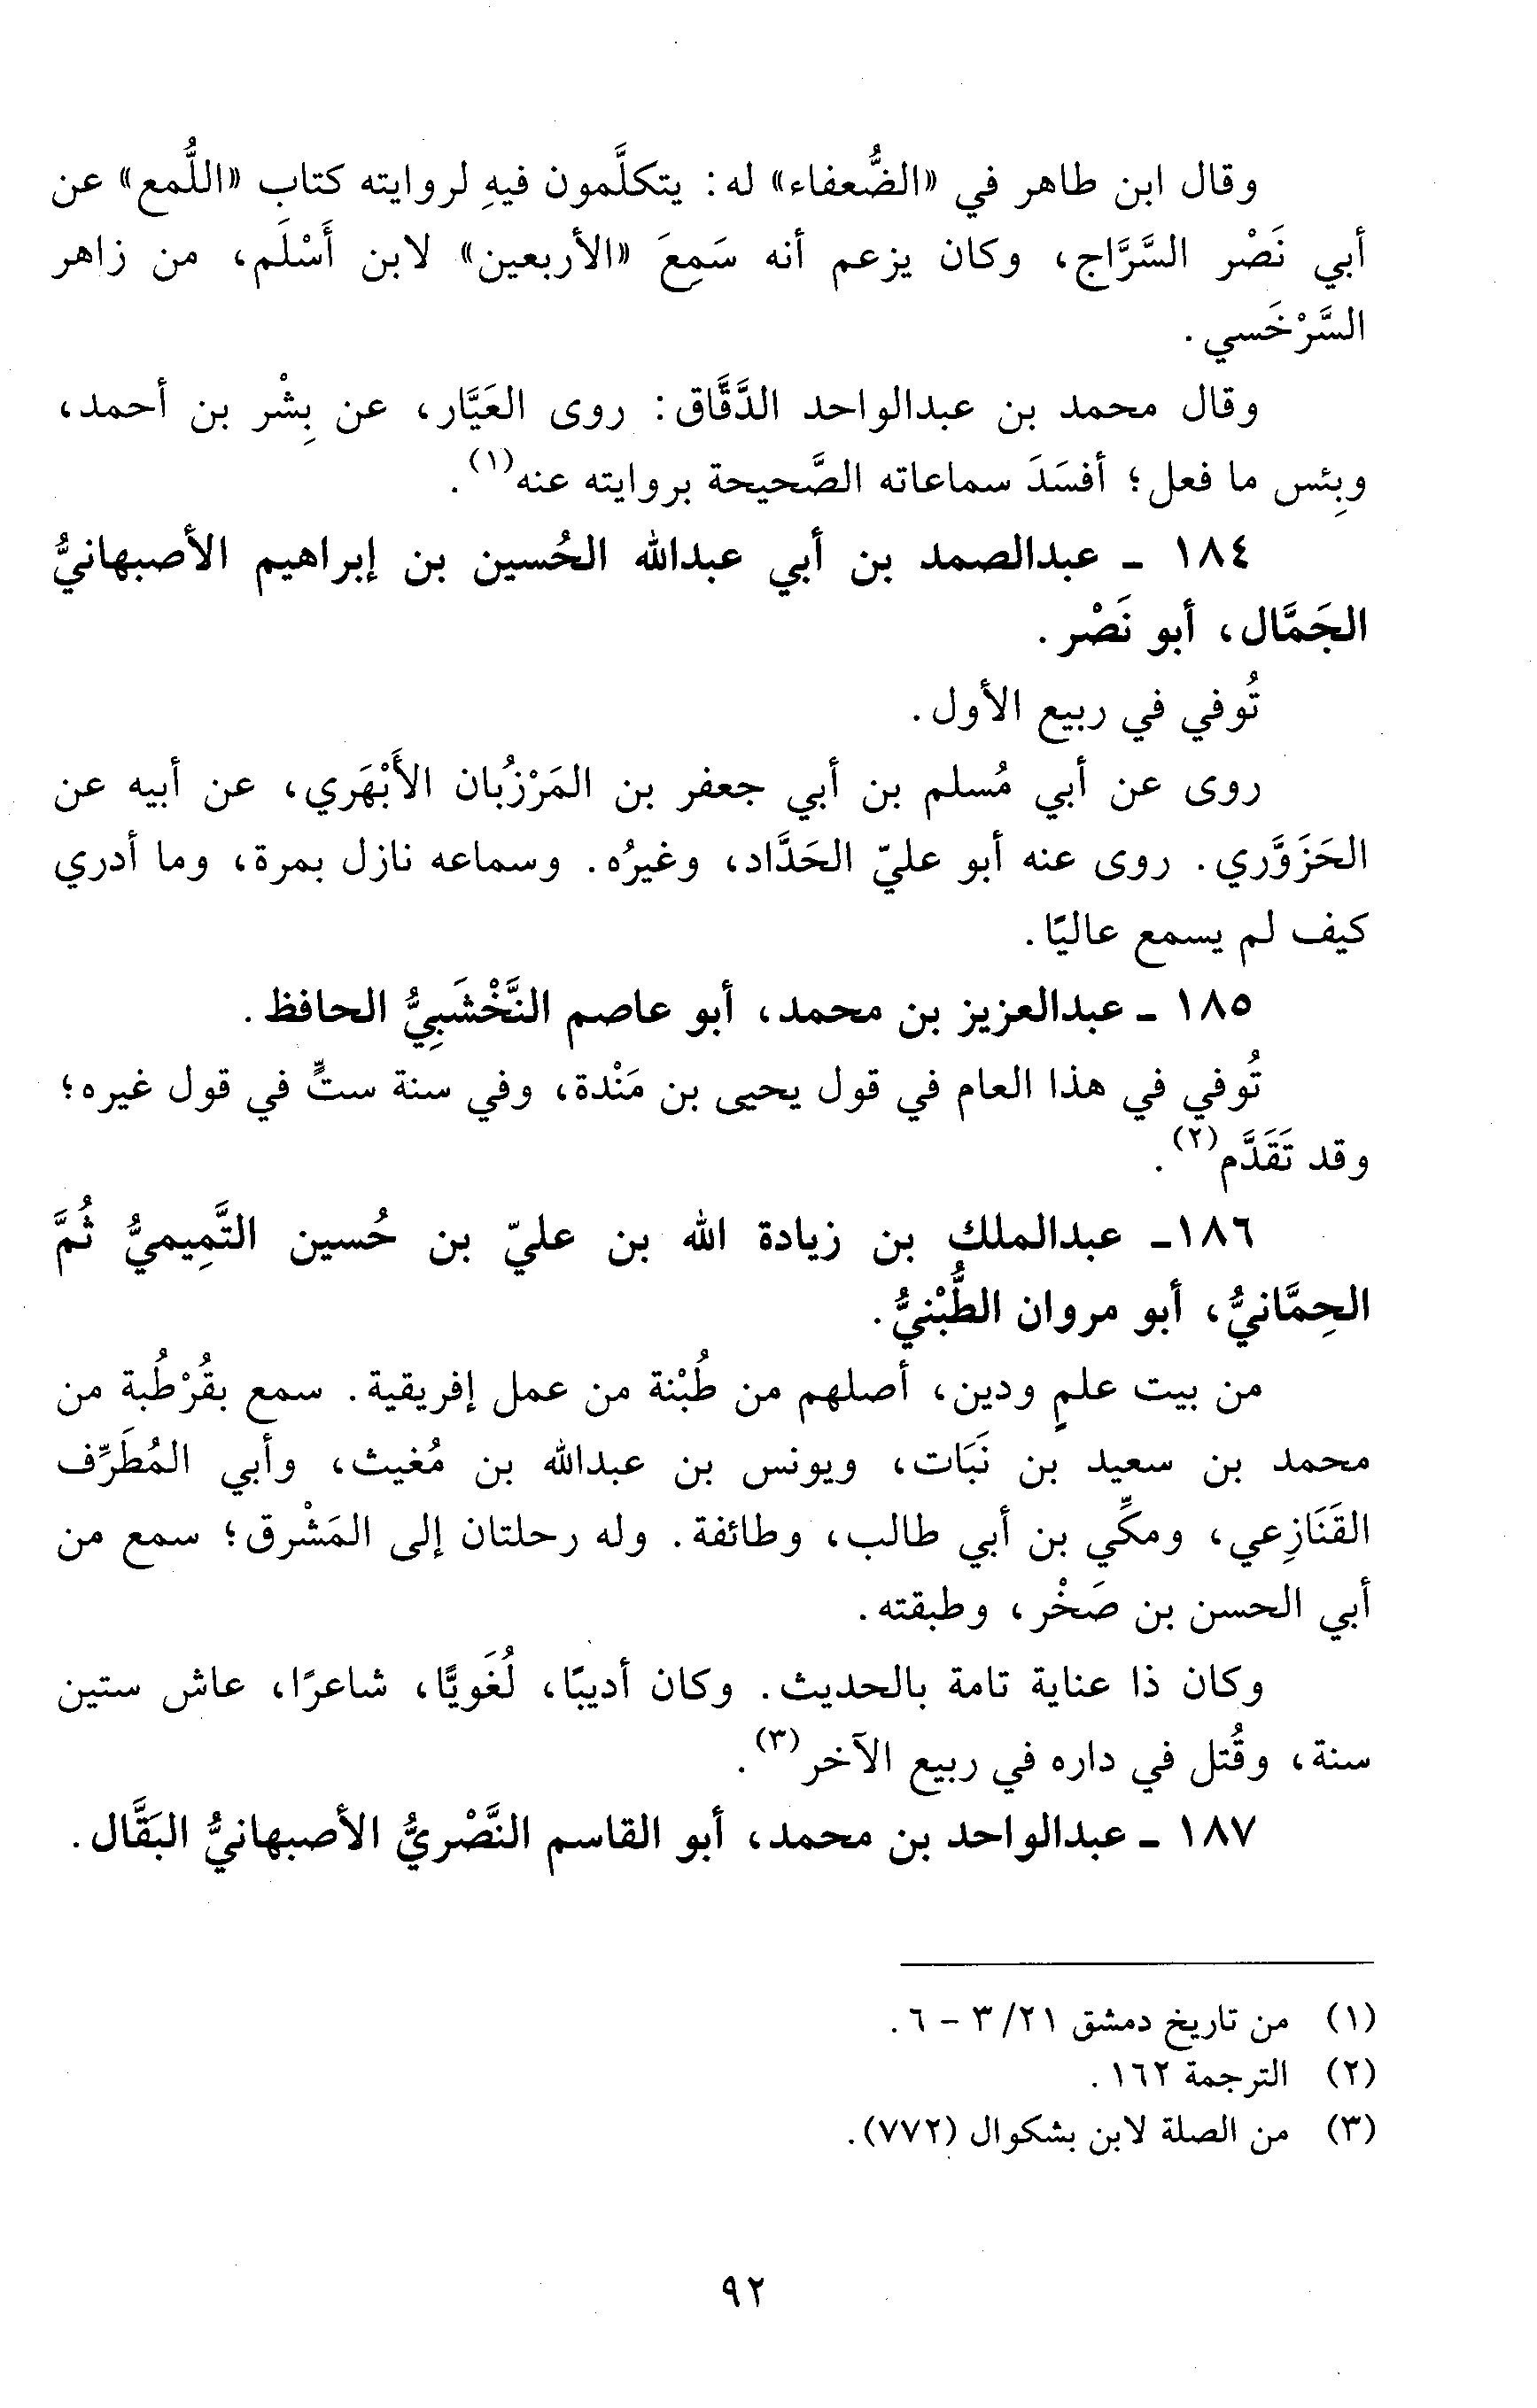 وقال ابن طاهر في «الضُّعفاء» له: يتكلَّمون فيهِ لروايته كتاب «اللُّمع» عن
أبي نَصْر السَّرَّاج، وكان يزعم أنه سَمِعَ «الأربعين» لابن أَسْلَم، من زاهر
السَّرْخَسي.
وقال محمد بن عبدالواحد الدَّقَّاق: روى العَيَّار، عن بِشْر بن أحمد،
وبِئس ما فعل؛ أفسَدَ سماعاته الصَّحيحة بروايته عنه(١).
١٨٤ ـ عبدالصمد بن أبي عبدالله الحُسين بن إبراهيم الأصبهانيُّ
الجَمَّال، أبو نَصْر.
تُوفي في ربيع الأول.
روى عن أبي مُسلم بن أبي جعفر بن المَرْزُبان الأَبْهَري، عن أبيه عن
الحَزَوَّري. روى عنه أبو عليّ الحَدَّاد، وغيرُه. وسماعه نازل بمرة، وما أدري
كيف لم يسمع عاليًا.
١٨٥ ـ عبدالعزيز بن محمد، أبو عاصم النَّخْشَبِيُّ الحافظ.
تُوفي في هذا العام في قول يحيى بن مَنْدة، وفي سنة ستٍّ في قول غيره؛
وقد تَقَدَّم(٢).
١٨٦ـ عبدالملك بن زيادة الله بن عليّ بن حُسين التَّمِيميُّ ثُمَّ
الحِمَّانيُّ، أبو مروان الطُّبْنيُّ.
من بيت علمٍ ودين، أصلهم من طُبْنة من عمل إفريقية. سمع بقُرْطُبة من
محمد بن سعيد بن نَبَات، ويونس بن عبدالله بن مُغيث، وأبي المُطَرِّف
القَنَازِعي، ومكِّي بن أبي طالب، وطائفة. وله رحلتان إلى المَشْرق؛ سمع من
أبي الحسن بن صَخْر، وطبقته.
وكان ذا عناية تامة بالحديث. وكان أديبًا، لُغَويًّا، شاعرًا، عاش ستين
سنة، وقُتل في داره في ربيع الآخر(٣).
١٨٧ ـ عبدالواحد بن محمد، أبو القاسم النَّصْريُّ الأصبهانيُّ البَقَّال.
(١) من تاريخ دمشق ٢١/ ٣ – ٦.
(٢) الترجمة ١٦٢.
(٣) من الصلة لابن بشكوال (٧٧٢).
٩٢